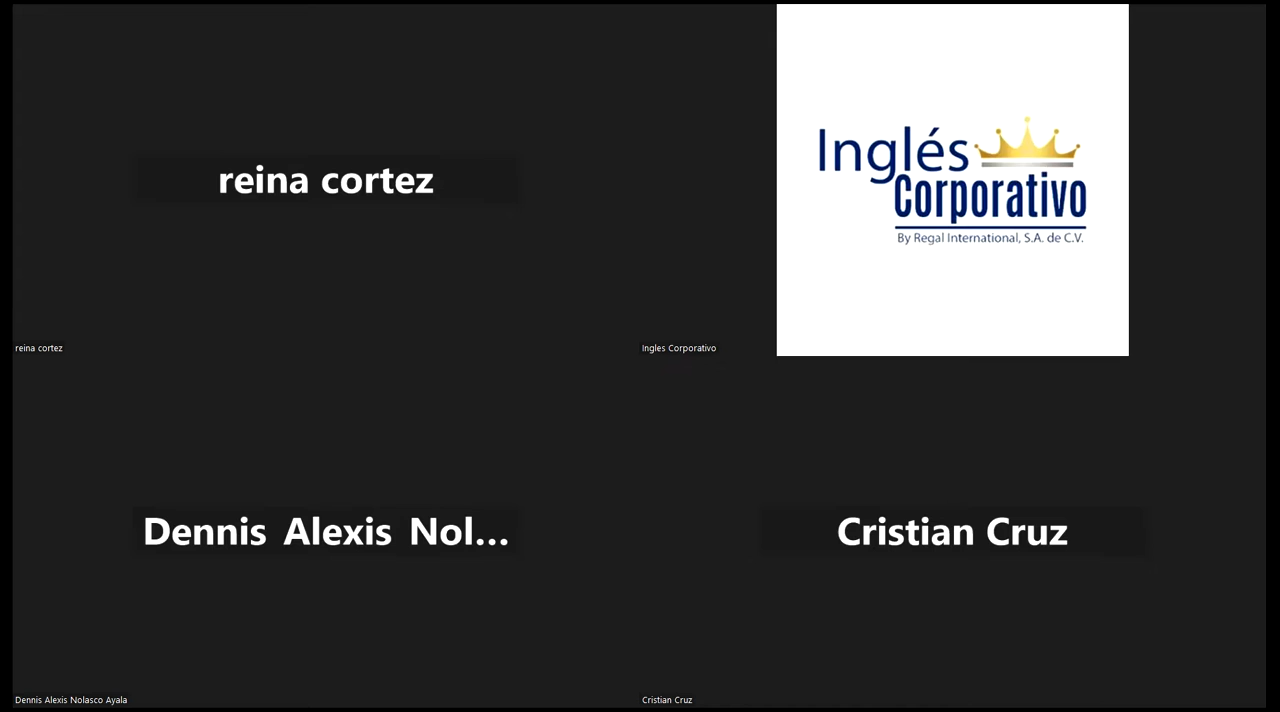 reina cortez
reina cortez
Inglés
Corporativo
By Regal International, S.A. de C.V.
Ingles Corporativo
Dennis Alexis Nol...
Dennis Alexis Nolasco Ayala
Cristian Cruz
Cristian Cruz